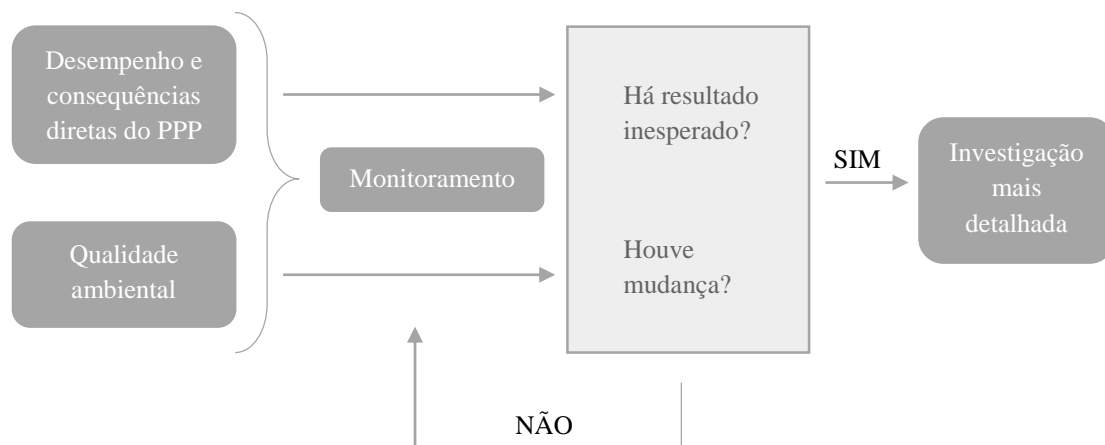 Desempenho e
consequências
diretas do PPP
Qualidade
ambiental
Monitoramento
Há resultado
inesperado?
Houve
mudança?
SIM
Investigação
mais
detalhada
NÃO